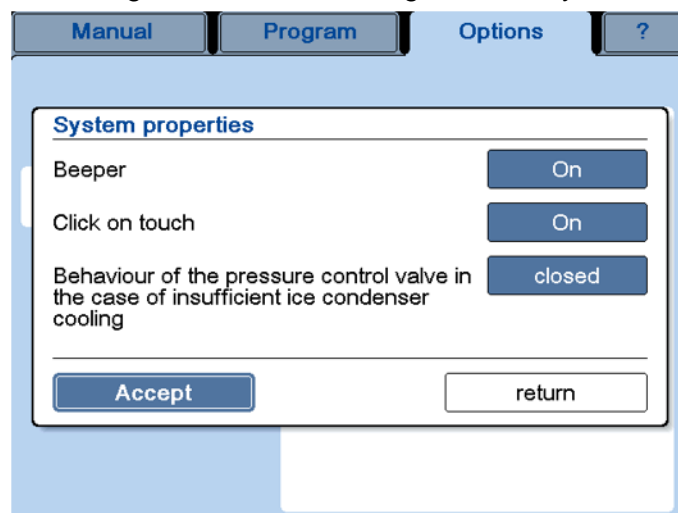 Manual Program Options ?
System properties
Beeper On
Click on touch On
Behaviour of the pressure control valve in closed
the case of insufficient ice condenser
cooling
Accept return